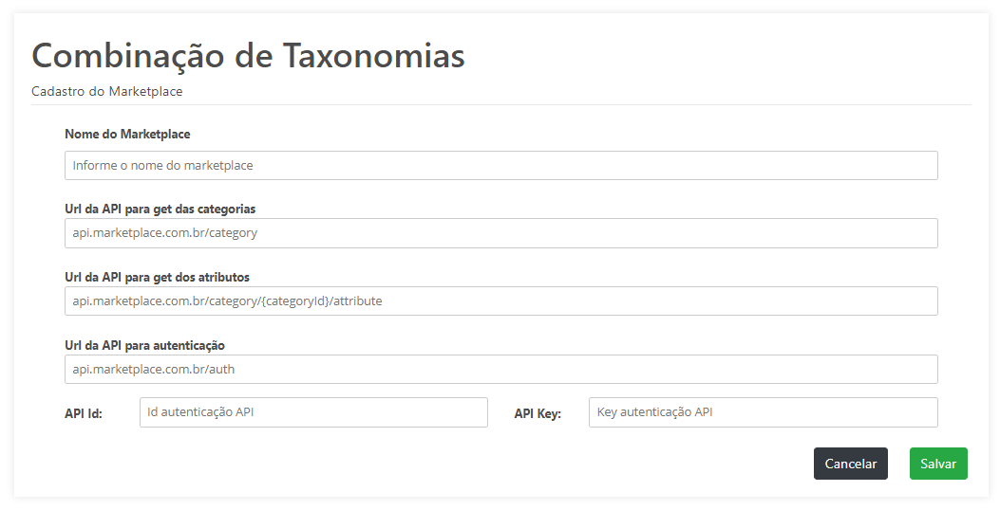 Combinação de Taxonomias
Cadastro do Marketplace
Nome do Marketplace
Informe o nome do marketplace
Url da API para get das categorias
api.marketplace.com.br/category
Url da API para get dos atributos
api.marketplace.com.br/category/{categoryId}/attribute
Url da API para autenticação
api.marketplace.com.br/auth
API Id: Id autenticação API API Key: Key autenticação API
Cancelar Salvar